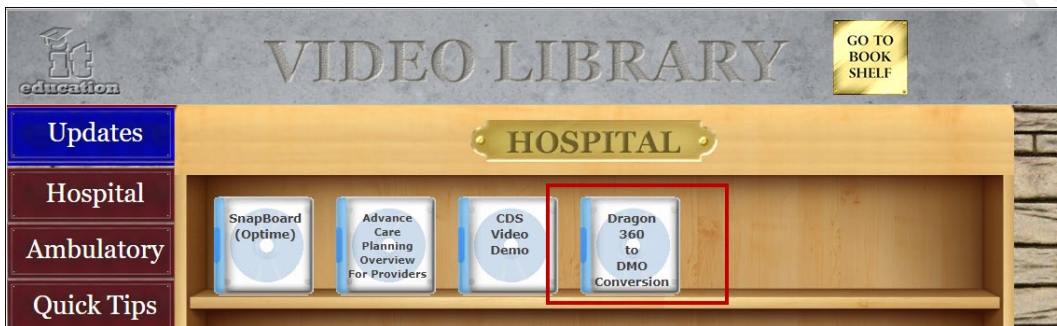 it
education
VIDEO LIBRARY
GO TO
BOOK
SHELF
Updates
Hospital
Ambulatory
Quick Tips
HOSPITAL
SnapBoard
(Optime)
Advance
Care
Planning
Overview
For Providers
CDS
Video
Demo
Dragon
360
to
DMO
Conversion